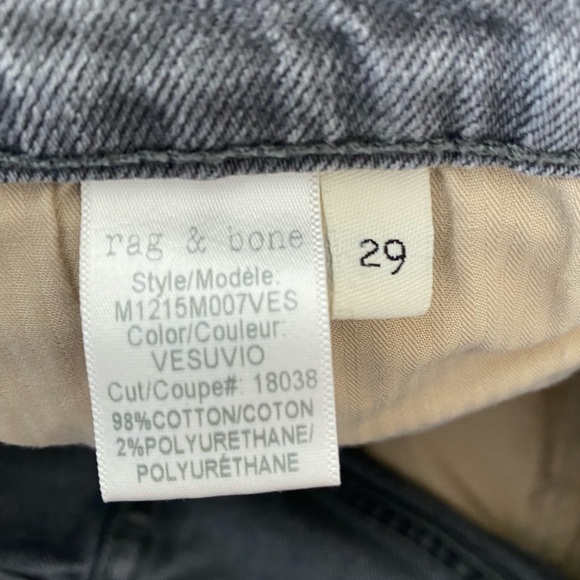 rag & bone
Style/Modèle:
M1215M007VES
Color/Couleur:
VESUVIO
Cut/Coupe#: 18038
98%COTTON/COTON
2%POLYURETHANE/
POLYURÉTHANE
29